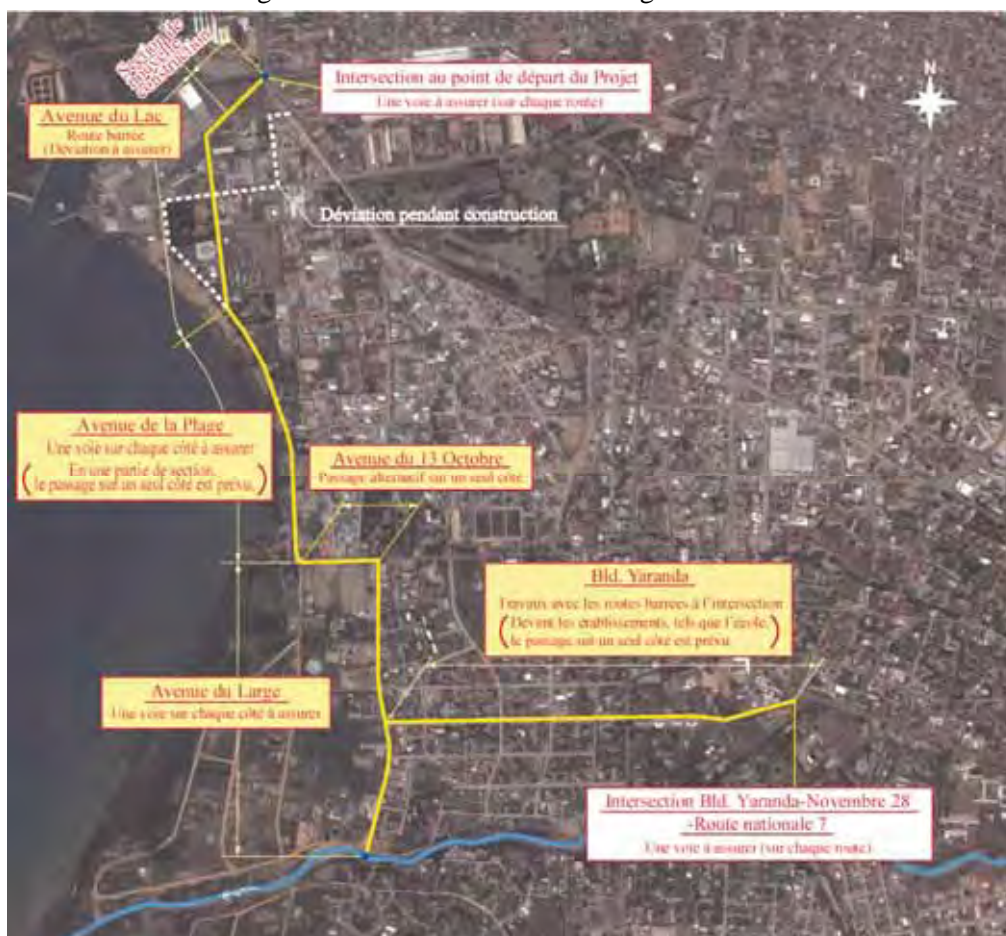 Section de
nouvelle
construction
Intersection au point de départ du Projet
Une voie à assurer (sur chaque route)
N
Avenue du Lac
Route barrée
(Déviation à assurer)
Déviation pendant construction
Avenue de la Plage
Une voie sur chaque côté à assurer
(En une partie de section,
le passage sur un seul côté est prévu.)
Avenue du 13 Octobre
Passage alternatif sur un seul côté
Bld. Yaranda
Travaux avec les routes barrées à l'intersection
(Devant les établissements, tels que l'école,
le passage sur un seul côté est prévu.)
Avenue du Large
Une voie sur chaque côté à assurer
Intersection Bld. Yaranda-Novembre 28
-Route nationale 7
Une voie à assurer (sur chaque route)